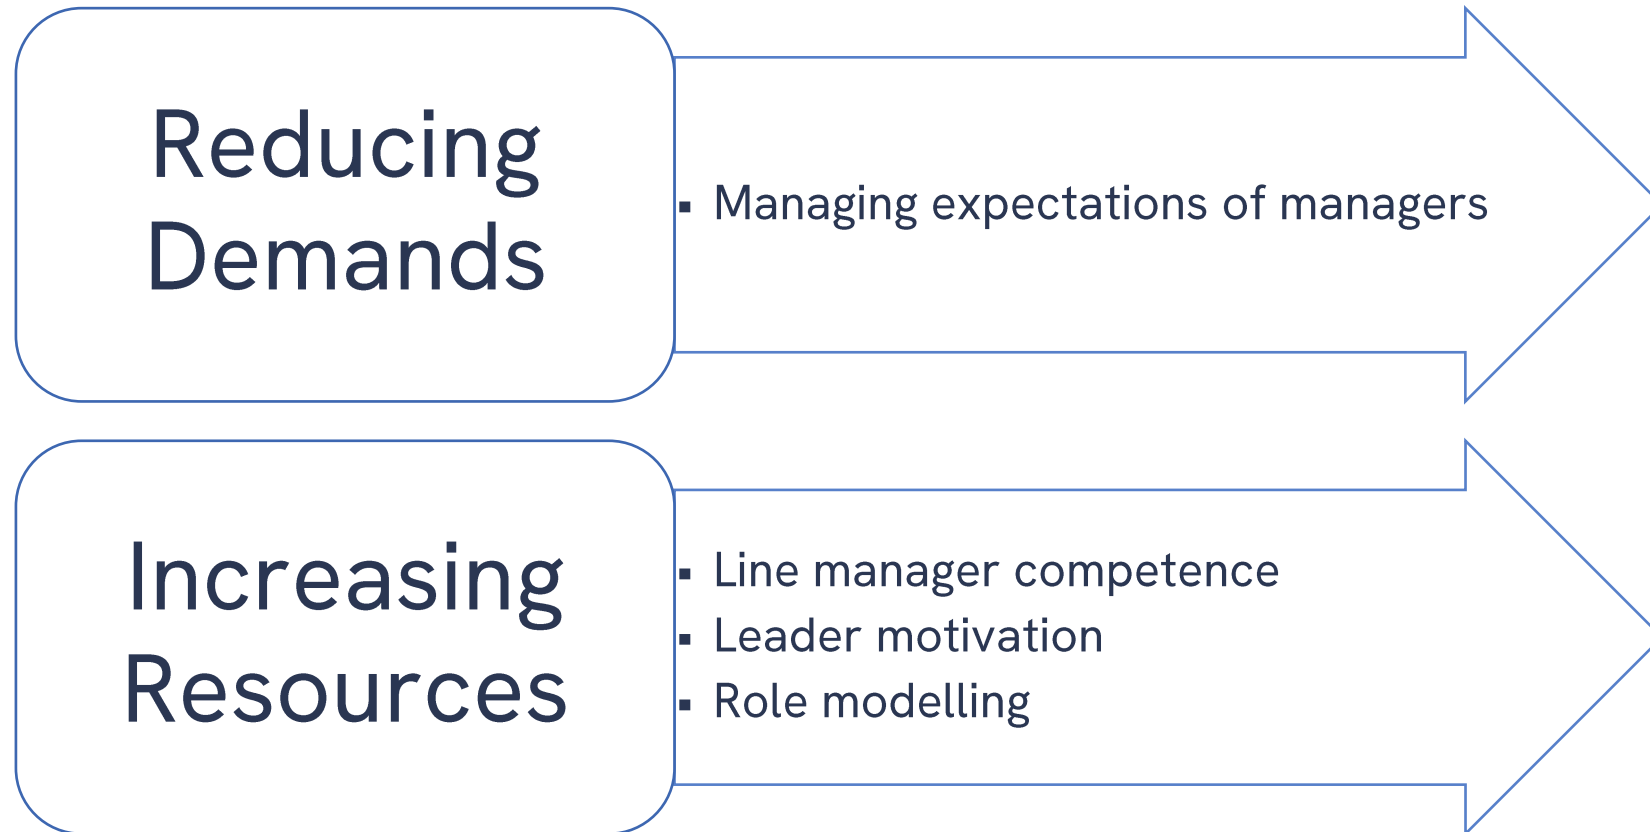 Reducing
Demands
▪ Managing expectations of managers
Increasing
Resources
▪ Line manager competence
▪ Leader motivation
▪ Role modelling